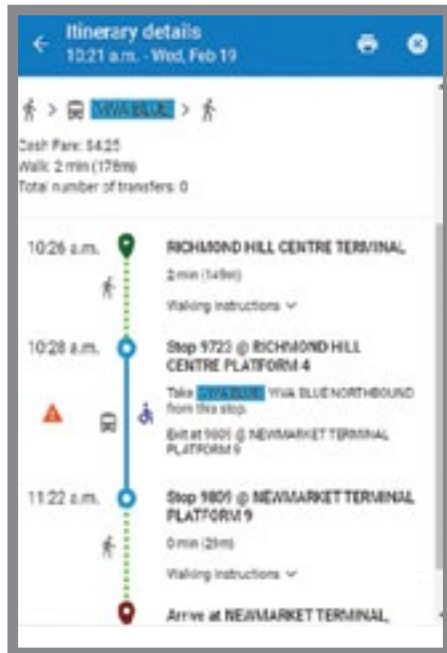 Itinerary details
10:21 a.m. - Wed, Feb 19
> VIVA BLUE >
Cash Fare: $4.25
Walk: 2 min (178m)
Total number of transfers: 0
10:26 a.m. RICHMOND HILL CENTRE TERMINAL
2 min (149m)
Walking instructions
10:28 a.m. Stop 9723 @ RICHMOND HILL
CENTRE PLATFORM 4
Take VIVA BLUE VIVA BLUE NORTHBOUND
from this stop.
Exit at 9809 @ NEWMARKET TERMINAL
PLATFORM 9
11:22 a.m. Stop 9809 @ NEWMARKET TERMINAL
PLATFORM 9
0 min (29m)
Walking instructions
Arrive at NEWMARKET TERMINAL,